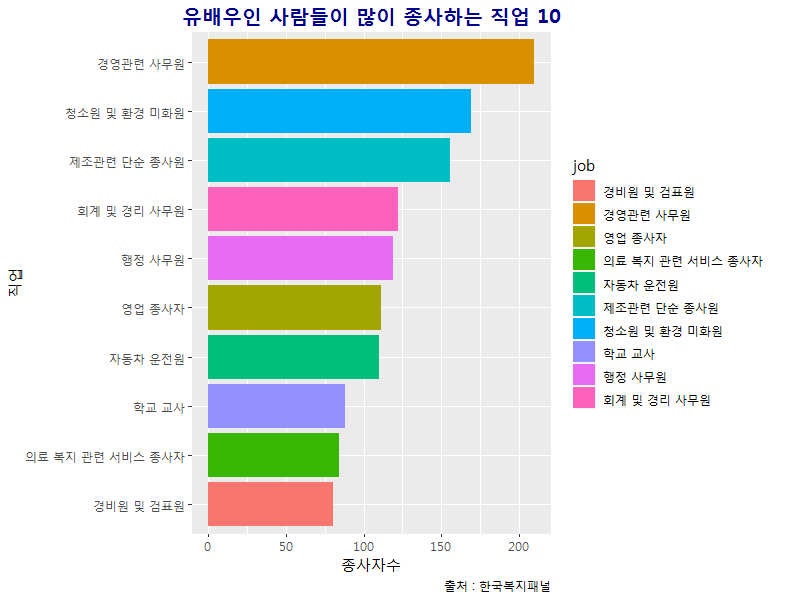 유배우인 사람들이 많이 종사하는 직업 10
경영관련 사무원
청소원 및 환경 미화원
제조관련 단순 종사원
회계 및 경리 사무원
행정 사무원
영업 종사자
자동차 운전원
학교 교사
의료 복지 관련 서비스 종사자
경비원 및 검표원
직업
0 50 100 150 200
종사자수
출처 : 한국복지패널
job
경비원 및 검표원
경영관련 사무원
영업 종사자
의료 복지 관련 서비스 종사자
자동차 운전원
제조관련 단순 종사원
청소원 및 환경 미화원
학교 교사
행정 사무원
회계 및 경리 사무원